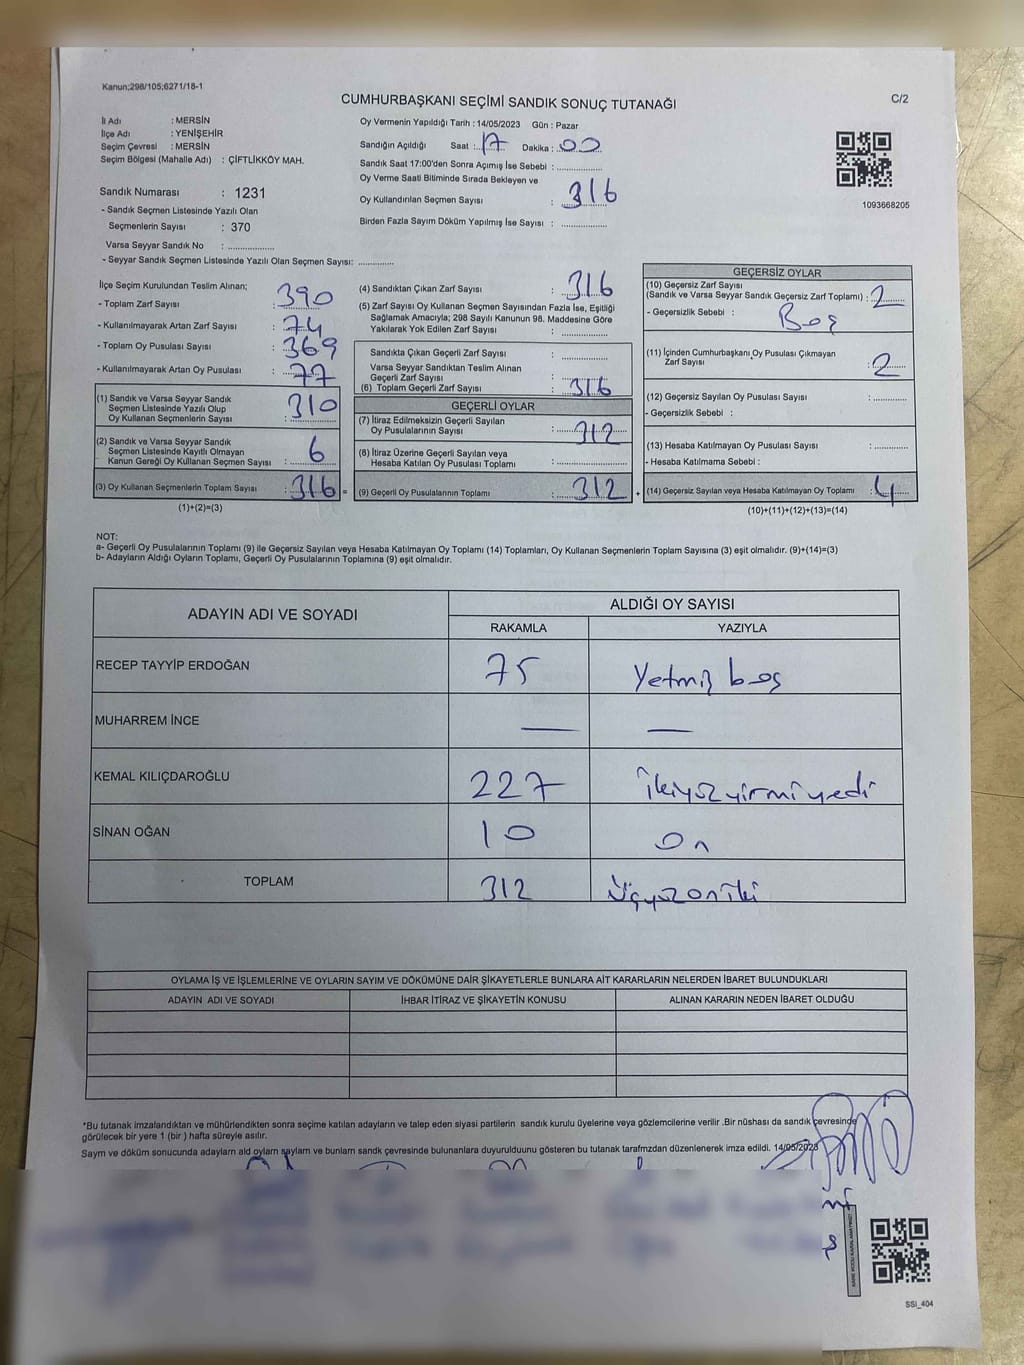 Kanun;298/105;6271/18-1
CUMHURBAŞKANI SEÇİMİ SANDIK SONUÇ TUTANAĞI
C/2
İl Adı : MERSİN
İlçe Adı : YENİŞEHİR
Seçim Çevresi : MERSİN
Seçim Bölgesi (Mahalle Adı) : ÇİFTLİKKÖY MAH.
Sandık Numarası : 1231
- Sandık Seçmen Listesinde Yazılı Olan
Seçmenlerin Sayısı : 370
Varsa Seyyar Sandık No : ................
- Seyyar Sandık Seçmen Listesinde Yazılı Olan Seçmen Sayısı: ............
Oy Vermenin Yapıldığı Tarih : 14/05/2023 Gün : Pazar
Sandığın Açıldığı Saat : 17 Dakika : 00
Sandık Saat 17:00'den Sonra Açımış İse Sebebi : ................
Oy Verme Saati Bitiminde Sırada Bekleyen ve
Oy Kullandırılan Seçmen Sayısı : 316
Birden Fazla Sayım Döküm Yapılmış İse Sayısı : ................
1093668205
İlçe Seçim Kurulundan Teslim Alınan;
- Toplam Zarf Sayısı : 390
- Kullanılmayarak Artan Zarf Sayısı : 74
- Toplam Oy Pusulası Sayısı : 369
- Kullanılmayarak Artan Oy Pusulası : 77
(1) Sandık ve Varsa Seyyar Sandık
Seçmen Listesinde Yazılı Olup
Oy Kullanan Seçmenlerin Sayısı : 310
(2) Sandık ve Varsa Seyyar Sandık
Seçmen Listesinde Kayıtlı Olmayan
Kanun Gereği Oy Kullanan Seçmen Sayısı : 6
(3) Oy Kullanan Seçmenlerin Toplam Sayısı : 316 =
(1)+(2)=(3)
(4) Sandıktan Çıkan Zarf Sayısı : 316
(5) Zarf Sayısı Oy Kullanan Seçmen Sayısından Fazla İse, Eşitliği
Sağlamak Amacıyla; 298 Sayılı Kanunun 98. Maddesine Göre
Yakılarak Yok Edilen Zarf Sayısı : ................
Sandıkta Çıkan Geçerli Zarf Sayısı : ................
Varsa Seyyar Sandıktan Teslim Alınan
Geçerli Zarf Sayısı : ................
(6) Toplam Geçerli Zarf Sayısı : 316
GEÇERLİ OYLAR
(7) İtiraz Edilmeksizin Geçerli Sayılan
Oy Pusulalarının Sayısı : 312
(8) İtiraz Üzerine Geçerli Sayılan veya
Hesaba Katılan Oy Pusulası Toplamı : ................
(9) Geçerli Oy Pusulalarının Toplamı : 312 +
GEÇERSİZ OYLAR
(10) Geçersiz Zarf Sayısı
(Sandık ve Varsa Seyyar Sandık Geçersiz Zarf Toplamı) : 2
- Geçersizlik Sebebi : Boş
(11) İçinden Cumhurbaşkanı Oy Pusulası Çıkmayan
Zarf Sayısı : 2
(12) Geçersiz Sayılan Oy Pusulası Sayısı : ............
- Geçersizlik Sebebi :
(13) Hesaba Katılmayan Oy Pusulası Sayısı : ............
- Hesaba Katılmama Sebebi :
(14) Geçersiz Sayılan veya Hesaba Katılmayan Oy Toplamı : 4
(10)+(11)+(12)+(13)=(14)
NOT:
a- Geçerli Oy Pusulalarının Toplamı (9) ile Geçersiz Sayılan veya Hesaba Katılmayan Oy Toplamı (14) Toplamları, Oy Kullanan Seçmenlerin Toplam Sayısına (3) eşit olmalıdır. (9)+(14)=(3)
b- Adayların Aldığı Oyların Toplamı, Geçerli Oy Pusulalarının Toplamına (9) eşit olmalıdır.
ADAYIN ADI VE SOYADI ALDIĞI OY SAYISI
RAKAMLA YAZIYLA
RECEP TAYYİP ERDOĞAN 75 Yetmiş beş
MUHARREM İNCE — —
KEMAL KILIÇDAROĞLU 227 İkiyüzyirmiyedi
SİNAN OĞAN 10 On
TOPLAM 312 Üçyüzoniki
OYLAMA İŞ VE İŞLEMLERİNE VE OYLARIN SAYIM VE DÖKÜMÜNE DAİR ŞİKAYETLERLE BUNLARA AİT KARARLARIN NELERDEN İBARET BULUNDUKLARI
ADAYIN ADI VE SOYADI İHBAR İTİRAZ VE ŞİKAYETİN KONUSU ALINAN KARARIN NEDEN İBARET OLDUĞU
*Bu tutanak imzalandıktan ve mühürlendikten sonra seçime katılan adayların ve talep eden siyasi partilerin sandık kurulu üyelerine veya gözlemcilerine verilir .Bir nüshası da sandık çevresinde
görülecek bir yere 1 (bir ) hafta süreyle asılır.
Sayım ve döküm sonucunda adayların ald oyların sayların ve bunların sandk çevresinde bulunanlara duyurulduunu gösteren bu tutanak tarafmzdan düzenlenerek imza edildi. 14/05/2023
SSİ_404